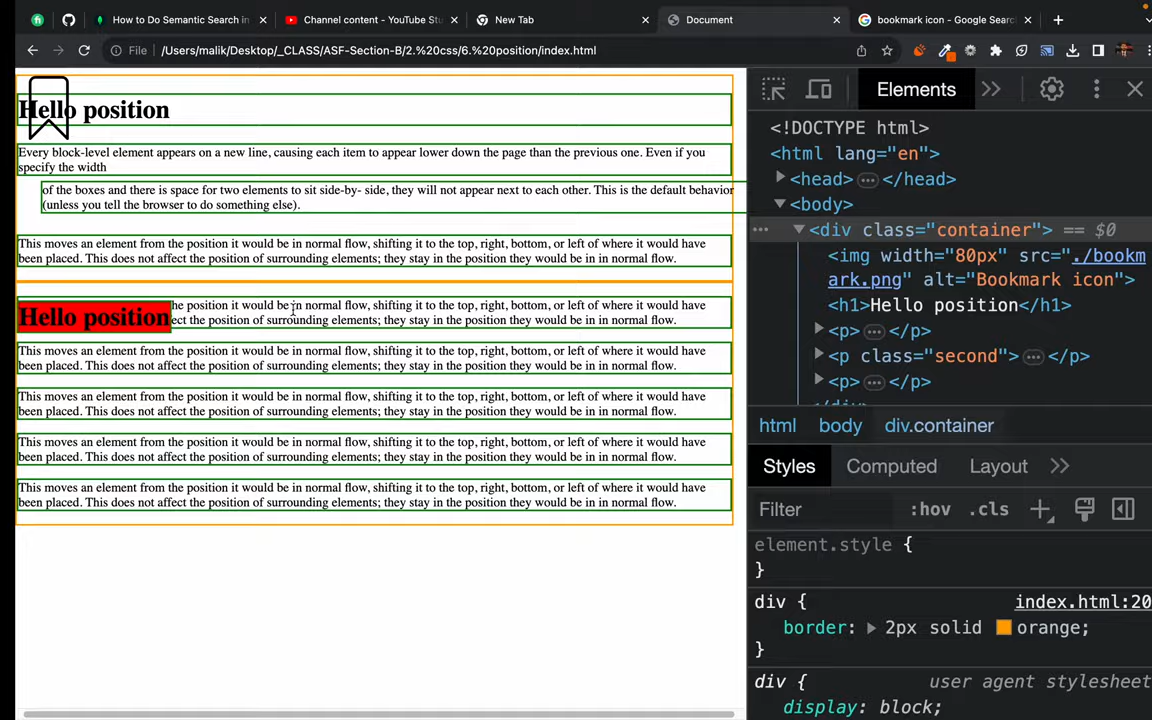 How to Do Semantic Search in
Channel content - YouTube Stu
New Tab
Document
bookmark icon - Google Searc
File
/Users/malik/Desktop/_CLASS/ASF-Section-B/2.%20css/6.%20position/index.html
Hello position
Every block-level element appears on a new line, causing each item to appear lower down the page than the previous one. Even if you
specify the width
of the boxes and there is space for two elements to sit side-by- side, they will not appear next to each other. This is the default behavior
(unless you tell the browser to do something else).
This moves an element from the position it would be in normal flow, shifting it to the top, right, bottom, or left of where it would have
been placed. This does not affect the position of surrounding elements; they stay in the position they would be in in normal flow.
Hello position
he position it would be in normal flow, shifting it to the top, right, bottom, or left of where it would have
ect the position of surrounding elements; they stay in the position they would be in in normal flow.
This moves an element from the position it would be in normal flow, shifting it to the top, right, bottom, or left of where it would have
been placed. This does not affect the position of surrounding elements; they stay in the position they would be in in normal flow.
This moves an element from the position it would be in normal flow, shifting it to the top, right, bottom, or left of where it would have
been placed. This does not affect the position of surrounding elements; they stay in the position they would be in in normal flow.
This moves an element from the position it would be in normal flow, shifting it to the top, right, bottom, or left of where it would have
been placed. This does not affect the position of surrounding elements; they stay in the position they would be in in normal flow.
This moves an element from the position it would be in normal flow, shifting it to the top, right, bottom, or left of where it would have
been placed. This does not affect the position of surrounding elements; they stay in the position they would be in in normal flow.
Elements
<!DOCTYPE html>
<html lang="en">
<head> </head>
<body>
<div class="container"> == $0
<img width="80px" src="./bookm
ark.png" alt="Bookmark icon">
<h1>Hello position</h1>
<p> </p>
<p class="second"> </p>
<p> </p>
html body div.container
Styles Computed Layout
Filter :hov .cls
element.style {
}
div { index.html:20
border: 2px solid orange;
}
div { user agent stylesheet
display: block;